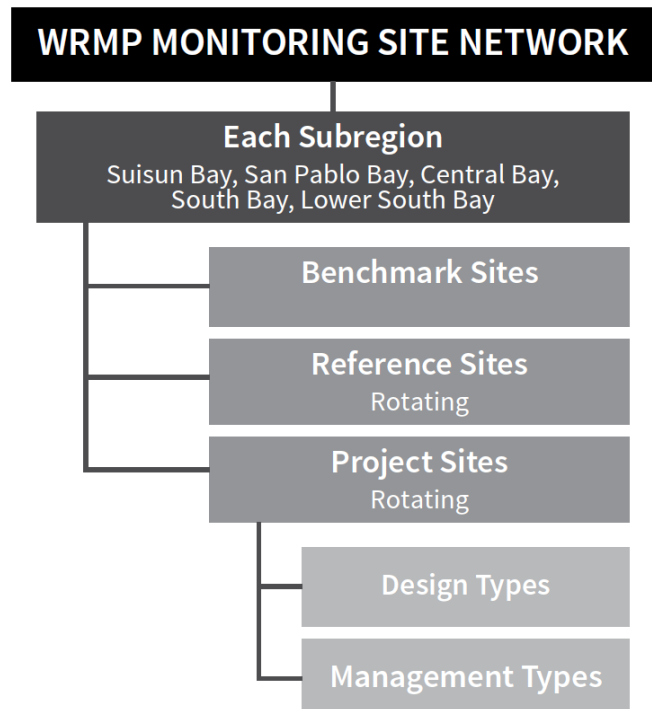 WRMP MONITORING SITE NETWORK
Each Subregion
Suisun Bay, San Pablo Bay, Central Bay,
South Bay, Lower South Bay
Benchmark Sites
Reference Sites
Rotating
Project Sites
Rotating
Design Types
Management Types